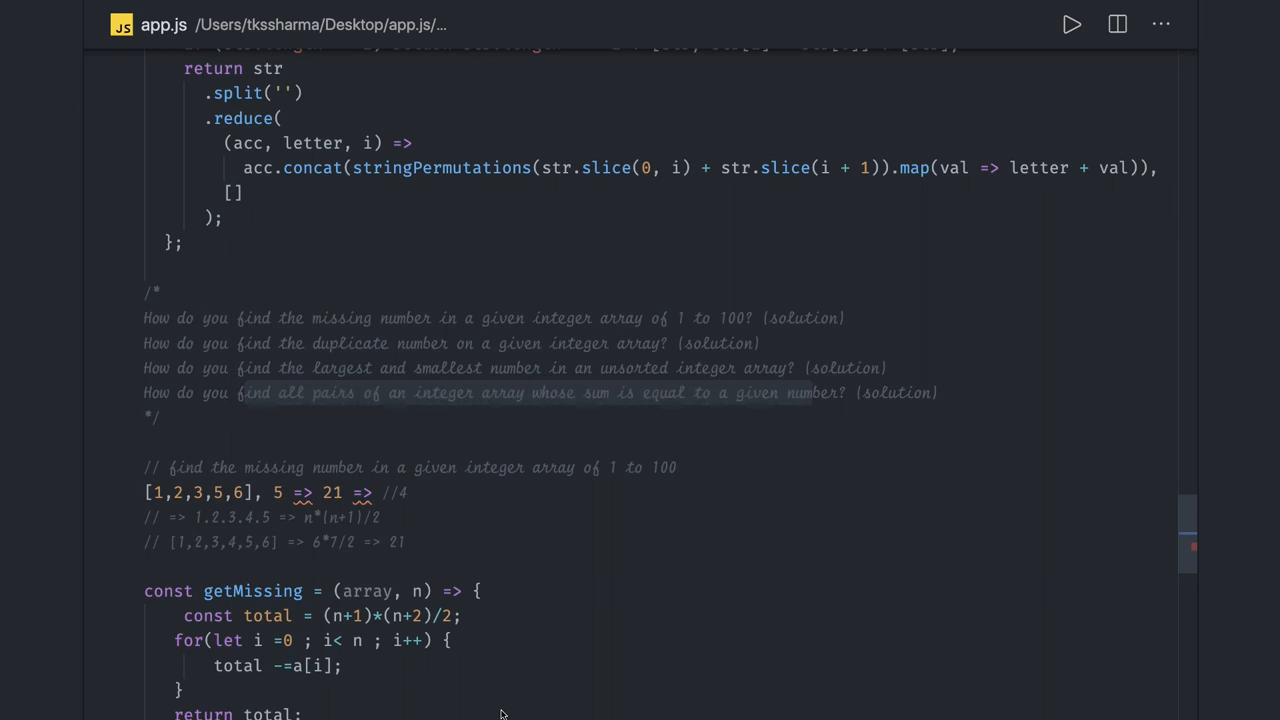 JS app.js /Users/tkssharma/Desktop/app.js/...
return str
.split('')
.reduce(
(acc, letter, i) =>
acc.concat(stringPermutations(str.slice(0, i) + str.slice(i + 1)).map(val => letter + val)),
[]
);
};
/*
How do you find the missing number in a given integer array of 1 to 100? (solution)
How do you find the duplicate number on a given integer array? (solution)
How do you find the largest and smallest number in an unsorted integer array? (solution)
How do you find all pairs of an integer array whose sum is equal to a given number? (solution)
*/
// find the missing number in a given integer array of 1 to 100
[1,2,3,5,6], 5 => 21 => //4
// => 1.2.3.4.5 => n*(n+1)/2
// [1,2,3,4,5,6] => 6*7/2 => 21
const getMissing = (array, n) => {
const total = (n+1)*(n+2)/2;
for(let i =0 ; i< n ; i++) {
total -=a[i];
}
return total;